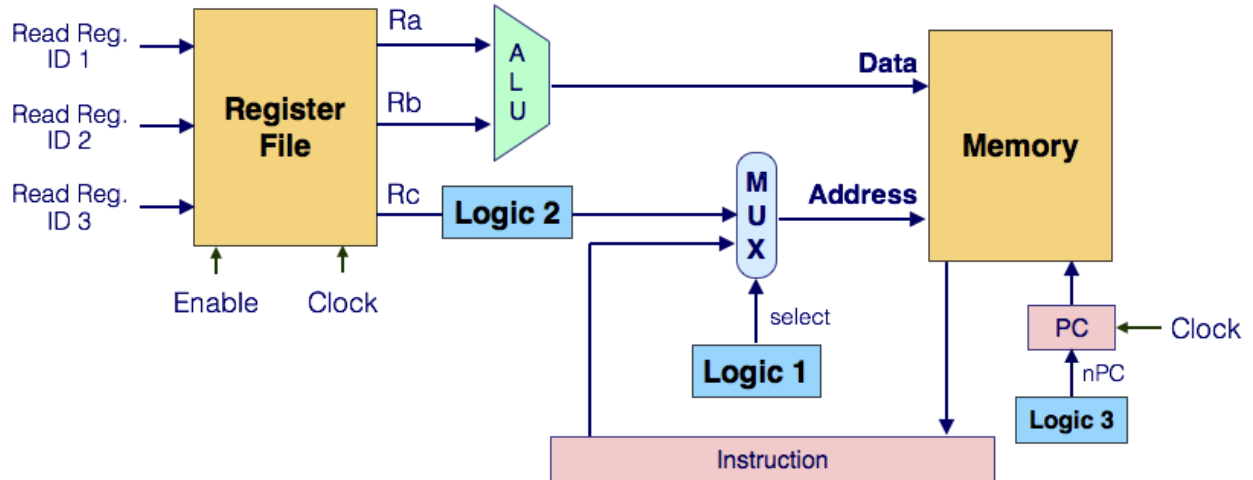 Read Reg.
ID 1
Read Reg.
ID 2
Read Reg.
ID 3
Register
File
Enable
Clock
Ra
Rb
Rc
A
L
U
Logic 2
M
U
X
select
Logic 1
Data
Address
Memory
PC
Clock
nPC
Logic 3
Instruction